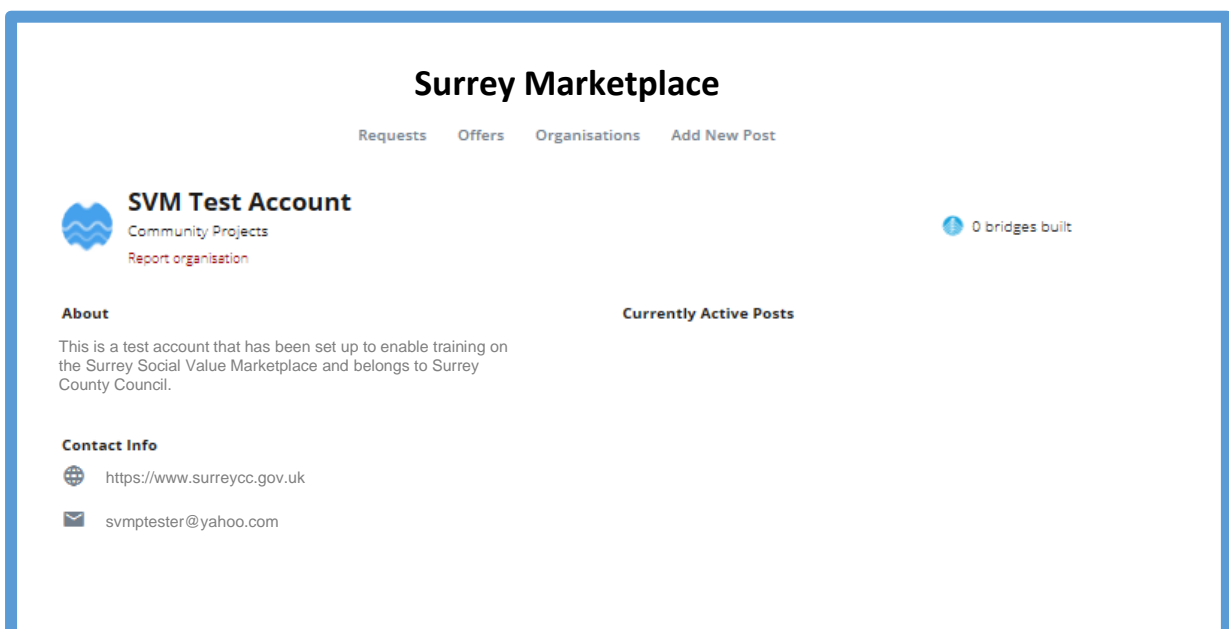 Surrey Marketplace
Requests Offers Organisations Add New Post
SVM Test Account
Community Projects
Report organisation
0 bridges built
About
This is a test account that has been set up to enable training on
the Surrey Social Value Marketplace and belongs to Surrey
County Council.
Currently Active Posts
Contact Info
https://www.surreycc.gov.uk
svmptester@yahoo.com